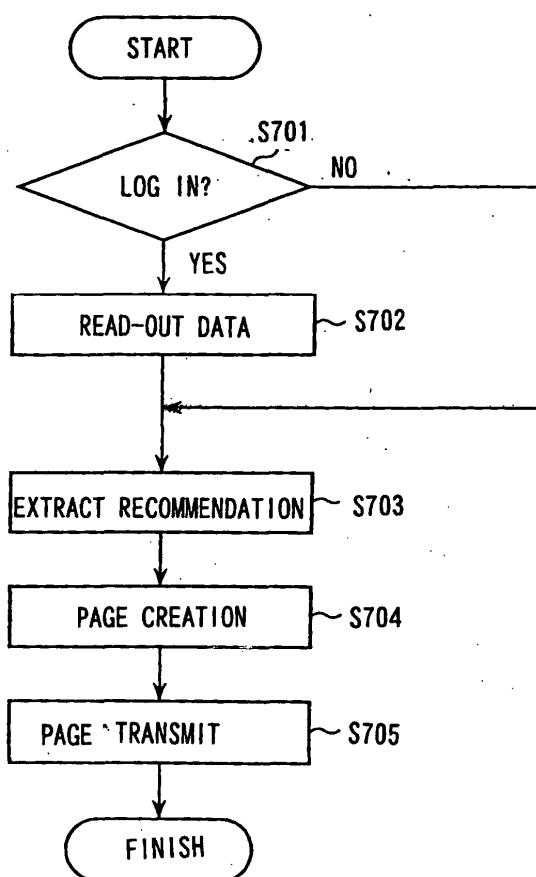 START
S701
LOG IN?
NO
YES
READ-OUT DATA
S702
EXTRACT RECOMMENDATION
S703
PAGE CREATION
S704
PAGE TRANSMIT
S705
FINISH